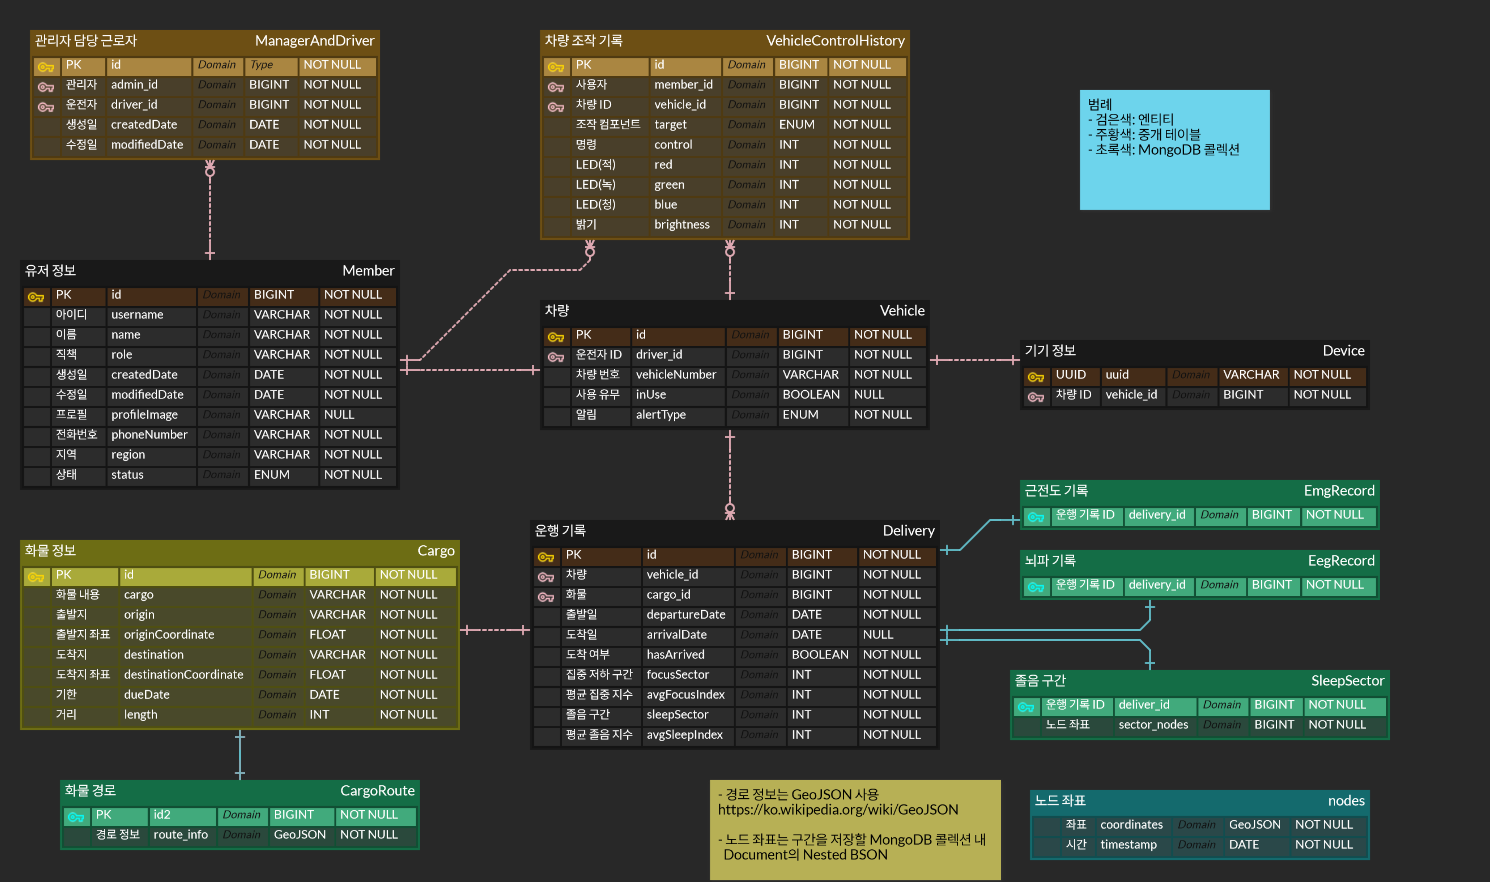 관리자 담당 근로자 ManagerAndDriver
PK id Domain Type NOT NULL
관리자 admin_id Domain BIGINT NOT NULL
운전자 driver_id Domain BIGINT NOT NULL
생성일 createdDate Domain DATE NOT NULL
수정일 modifiedDate Domain DATE NOT NULL
차량 조작 기록 VehicleControlHistory
PK id Domain BIGINT NOT NULL
사용자 member_id Domain BIGINT NOT NULL
차량 ID vehicle_id Domain BIGINT NOT NULL
조작 컴포넌트 target Domain ENUM NOT NULL
명령 control Domain INT NOT NULL
LED(적) red Domain INT NOT NULL
LED(녹) green Domain INT NOT NULL
LED(청) blue Domain INT NOT NULL
밝기 brightness Domain INT NOT NULL
범례
- 검은색: 엔티티
- 주황색: 중개 테이블
- 초록색: MongoDB 콜렉션
유저 정보 Member
PK id Domain BIGINT NOT NULL
아이디 username Domain VARCHAR NOT NULL
이름 name Domain VARCHAR NOT NULL
직책 role Domain VARCHAR NOT NULL
생성일 createdDate Domain DATE NOT NULL
수정일 modifiedDate Domain DATE NOT NULL
프로필 profileImage Domain VARCHAR NULL
전화번호 phoneNumber Domain VARCHAR NOT NULL
지역 region Domain VARCHAR NOT NULL
상태 status Domain ENUM NOT NULL
차량 Vehicle
PK id Domain BIGINT NOT NULL
운전자 ID driver_id Domain BIGINT NOT NULL
차량 번호 vehicleNumber Domain VARCHAR NOT NULL
사용 유무 inUse Domain BOOLEAN NULL
알림 alertType Domain ENUM NOT NULL
기기 정보 Device
UUID uuid Domain VARCHAR NOT NULL
차량 ID vehicle_id Domain BIGINT NOT NULL
근전도 기록 EmgRecord
운행 기록 ID delivery_id Domain BIGINT NOT NULL
뇌파 기록 EegRecord
운행 기록 ID delivery_id Domain BIGINT NOT NULL
운행 기록 Delivery
PK id Domain BIGINT NOT NULL
차량 vehicle_id Domain BIGINT NOT NULL
화물 cargo_id Domain BIGINT NOT NULL
출발일 departureDate Domain DATE NOT NULL
도착일 arrivalDate Domain DATE NULL
도착 여부 hasArrived Domain BOOLEAN NOT NULL
집중 저하 구간 focusSector Domain INT NOT NULL
평균 집중 지수 avgFocusIndex Domain INT NOT NULL
졸음 구간 sleepSector Domain INT NOT NULL
평균 졸음 지수 avgSleepIndex Domain INT NOT NULL
화물 정보 Cargo
PK id Domain BIGINT NOT NULL
화물 내용 cargo Domain VARCHAR NOT NULL
출발지 origin Domain VARCHAR NOT NULL
출발지 좌표 originCoordinate Domain FLOAT NOT NULL
도착지 destination Domain VARCHAR NOT NULL
도착지 좌표 destinationCoordinate Domain FLOAT NOT NULL
기한 dueDate Domain DATE NOT NULL
거리 length Domain INT NOT NULL
졸음 구간 SleepSector
운행 기록 ID deliver_id Domain BIGINT NOT NULL
노드 좌표 sector_nodes Domain BIGINT NOT NULL
화물 경로 CargoRoute
PK id2 Domain BIGINT NOT NULL
경로 정보 route_info Domain GeoJSON NOT NULL
- 경로 정보는 GeoJSON 사용
https://ko.wikipedia.org/wiki/GeoJSON
- 노드 좌표는 구간을 저장할 MongoDB 콜렉션 내
Document의 Nested BSON
노드 좌표 nodes
좌표 coordinates Domain GeoJSON NOT NULL
시간 timestamp Domain DATE NOT NULL